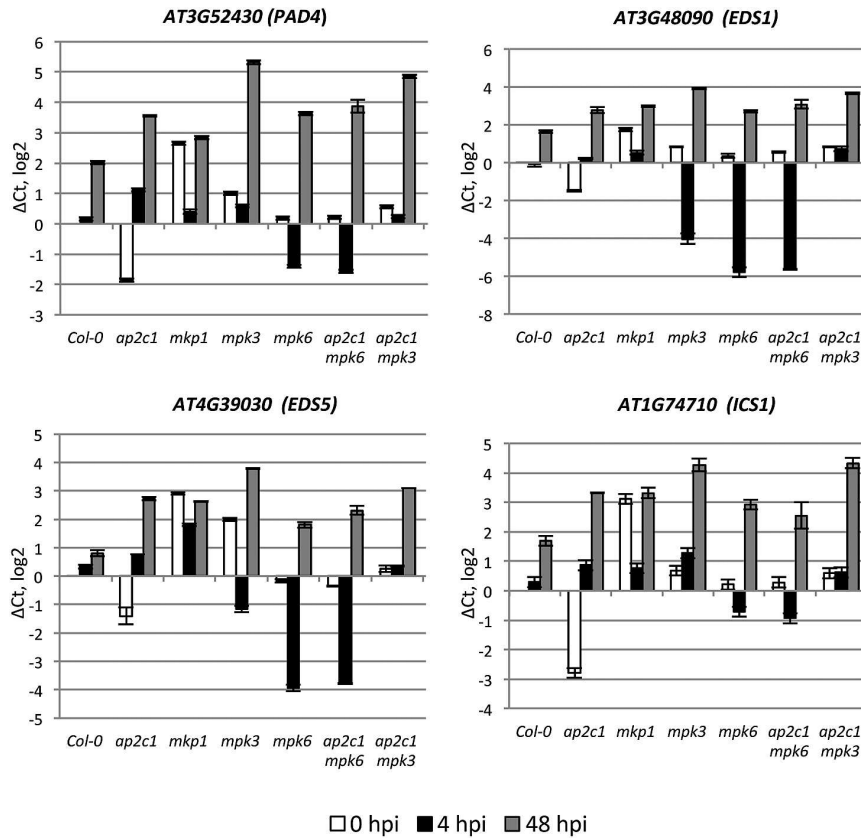 AT3G52430 (PAD4)
ΔCt, log2
6
5
4
3
2
1
0
-1
-2
-3
Col-0 ap2c1 mkp1 mpk3 mpk6 ap2c1 ap2c1
mpk6 mpk3
AT3G48090 (EDS1)
ΔCt, log2
6
4
2
0
-2
-4
-6
-8
Col-0 ap2c1 mkp1 mpk3 mpk6 ap2c1 ap2c1
mpk6 mpk3
AT4G39030 (EDS5)
ΔCt, log2
5
4
3
2
1
0
-1
-2
-3
-4
-5
Col-0 ap2c1 mkp1 mpk3 mpk6 ap2c1 ap2c1
mpk6 mpk3
AT1G74710 (ICS1)
ΔCt, log2
5
4
3
2
1
0
-1
-2
-3
-4
Col-0 ap2c1 mkp1 mpk3 mpk6 ap2c1 ap2c1
mpk6 mpk3
0 hpi 4 hpi 48 hpi